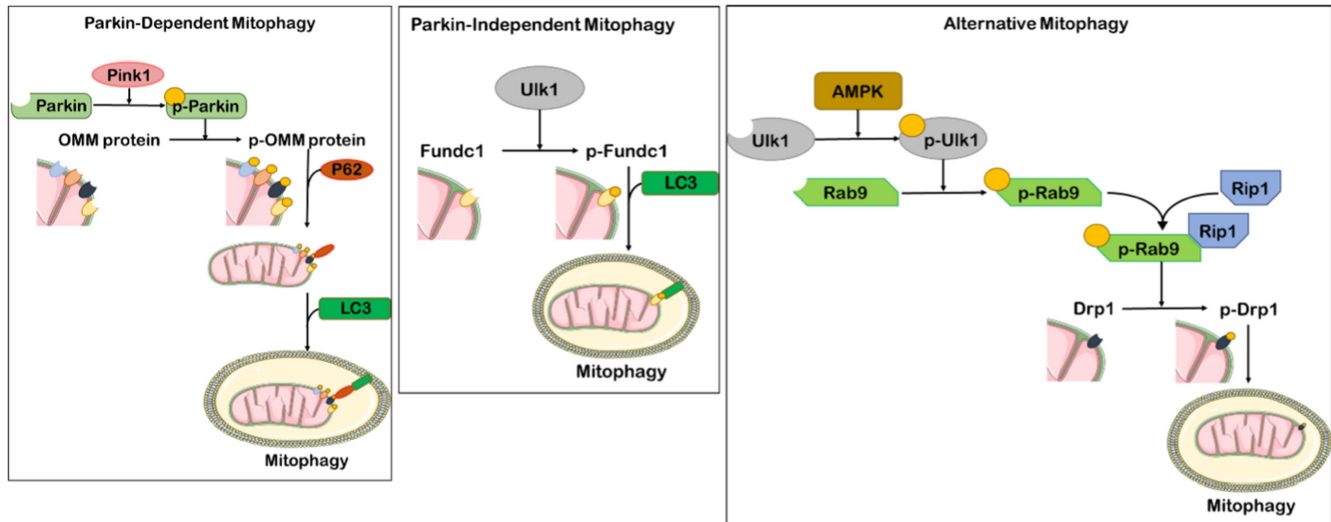 Parkin-Dependent Mitophagy
Pink1
Parkin
p-Parkin
OMM protein
p-OMM protein
P62
LC3
Mitophagy
Parkin-Independent Mitophagy
Ulk1
Fundc1
p-Fundc1
LC3
Mitophagy
Alternative Mitophagy
AMPK
Ulk1
p-Ulk1
Rab9
p-Rab9
Rip1
Rip1
p-Rab9
Drp1
p-Drp1
Mitophagy